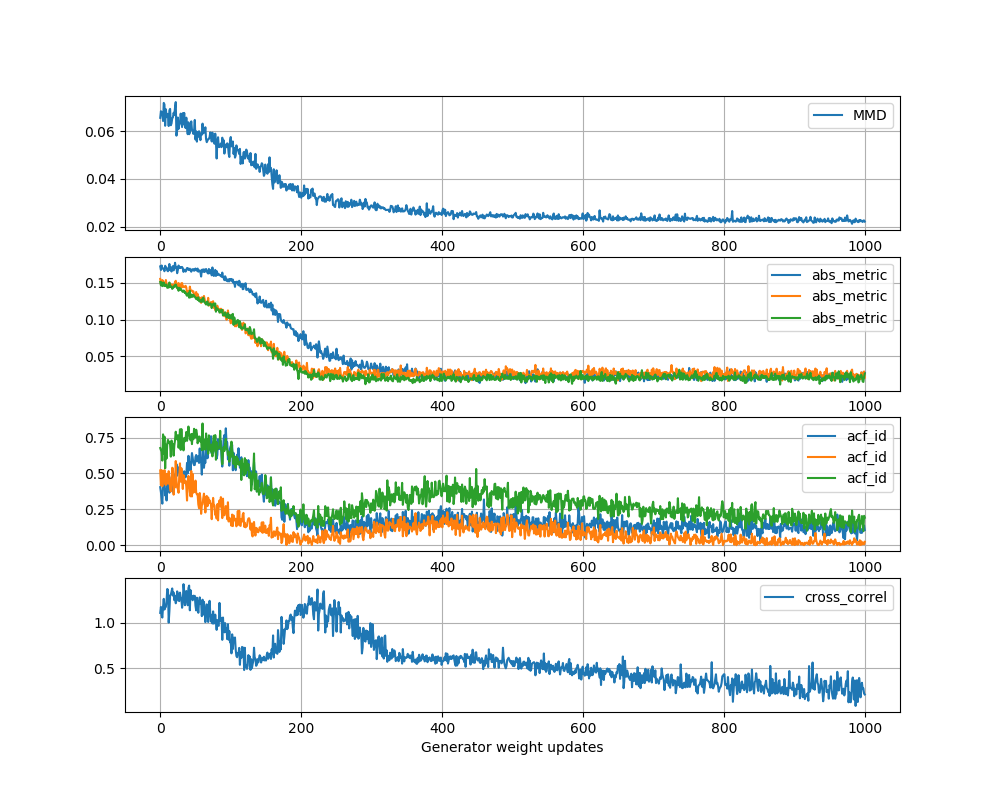 MMD
0.06
0.04
0.02
0 200 400 600 800 1000
abs_metric
abs_metric
abs_metric
0.15
0.10
0.05
0 200 400 600 800 1000
acf_id
acf_id
acf_id
0.75
0.50
0.25
0.00
0 200 400 600 800 1000
cross_correl
1.0
0.5
0 200 400 600 800 1000
Generator weight updates